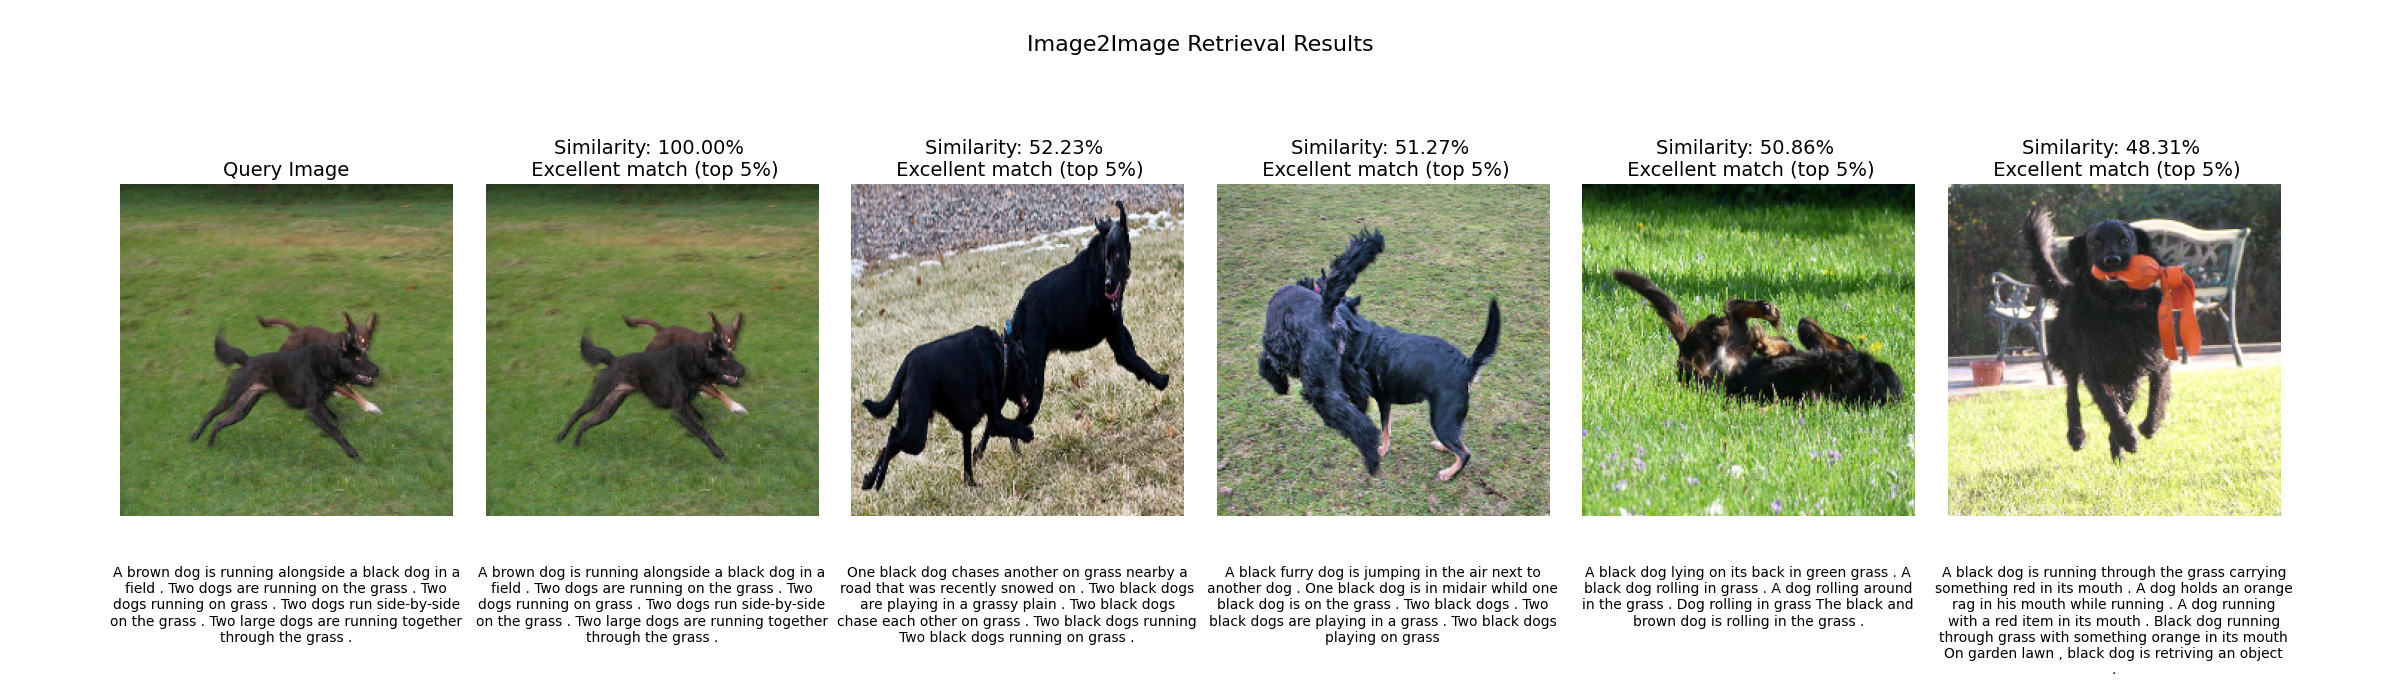 Image2Image Retrieval Results
Query Image
A brown dog is running alongside a black dog in a
field . Two dogs are running on the grass . Two
dogs running on grass . Two dogs run side-by-side
on the grass . Two large dogs are running together
through the grass .
Similarity: 100.00%
Excellent match (top 5%)
A brown dog is running alongside a black dog in a
field . Two dogs are running on the grass . Two
dogs running on grass . Two dogs run side-by-side
on the grass . Two large dogs are running together
through the grass .
Similarity: 52.23%
Excellent match (top 5%)
One black dog chases another on grass nearby a
road that was recently snowed on . Two black dogs
are playing in a grassy plain . Two black dogs
chase each other on grass . Two black dogs running
Two black dogs running on grass .
Similarity: 51.27%
Excellent match (top 5%)
A black furry dog is jumping in the air next to
another dog . One black dog is in midair whild one
black dog is on the grass . Two black dogs . Two
black dogs are playing in a grass . Two black dogs
playing on grass
Similarity: 50.86%
Excellent match (top 5%)
A black dog lying on its back in green grass . A
black dog rolling in grass . A dog rolling around
in the grass . Dog rolling in grass The black and
brown dog is rolling in the grass .
Similarity: 48.31%
Excellent match (top 5%)
A black dog is running through the grass carrying
something red in its mouth . A dog holds an orange
rag in his mouth while running . A dog running
with a red item in its mouth . Black dog running
through grass with something orange in its mouth
On garden lawn , black dog is retriving an object
.